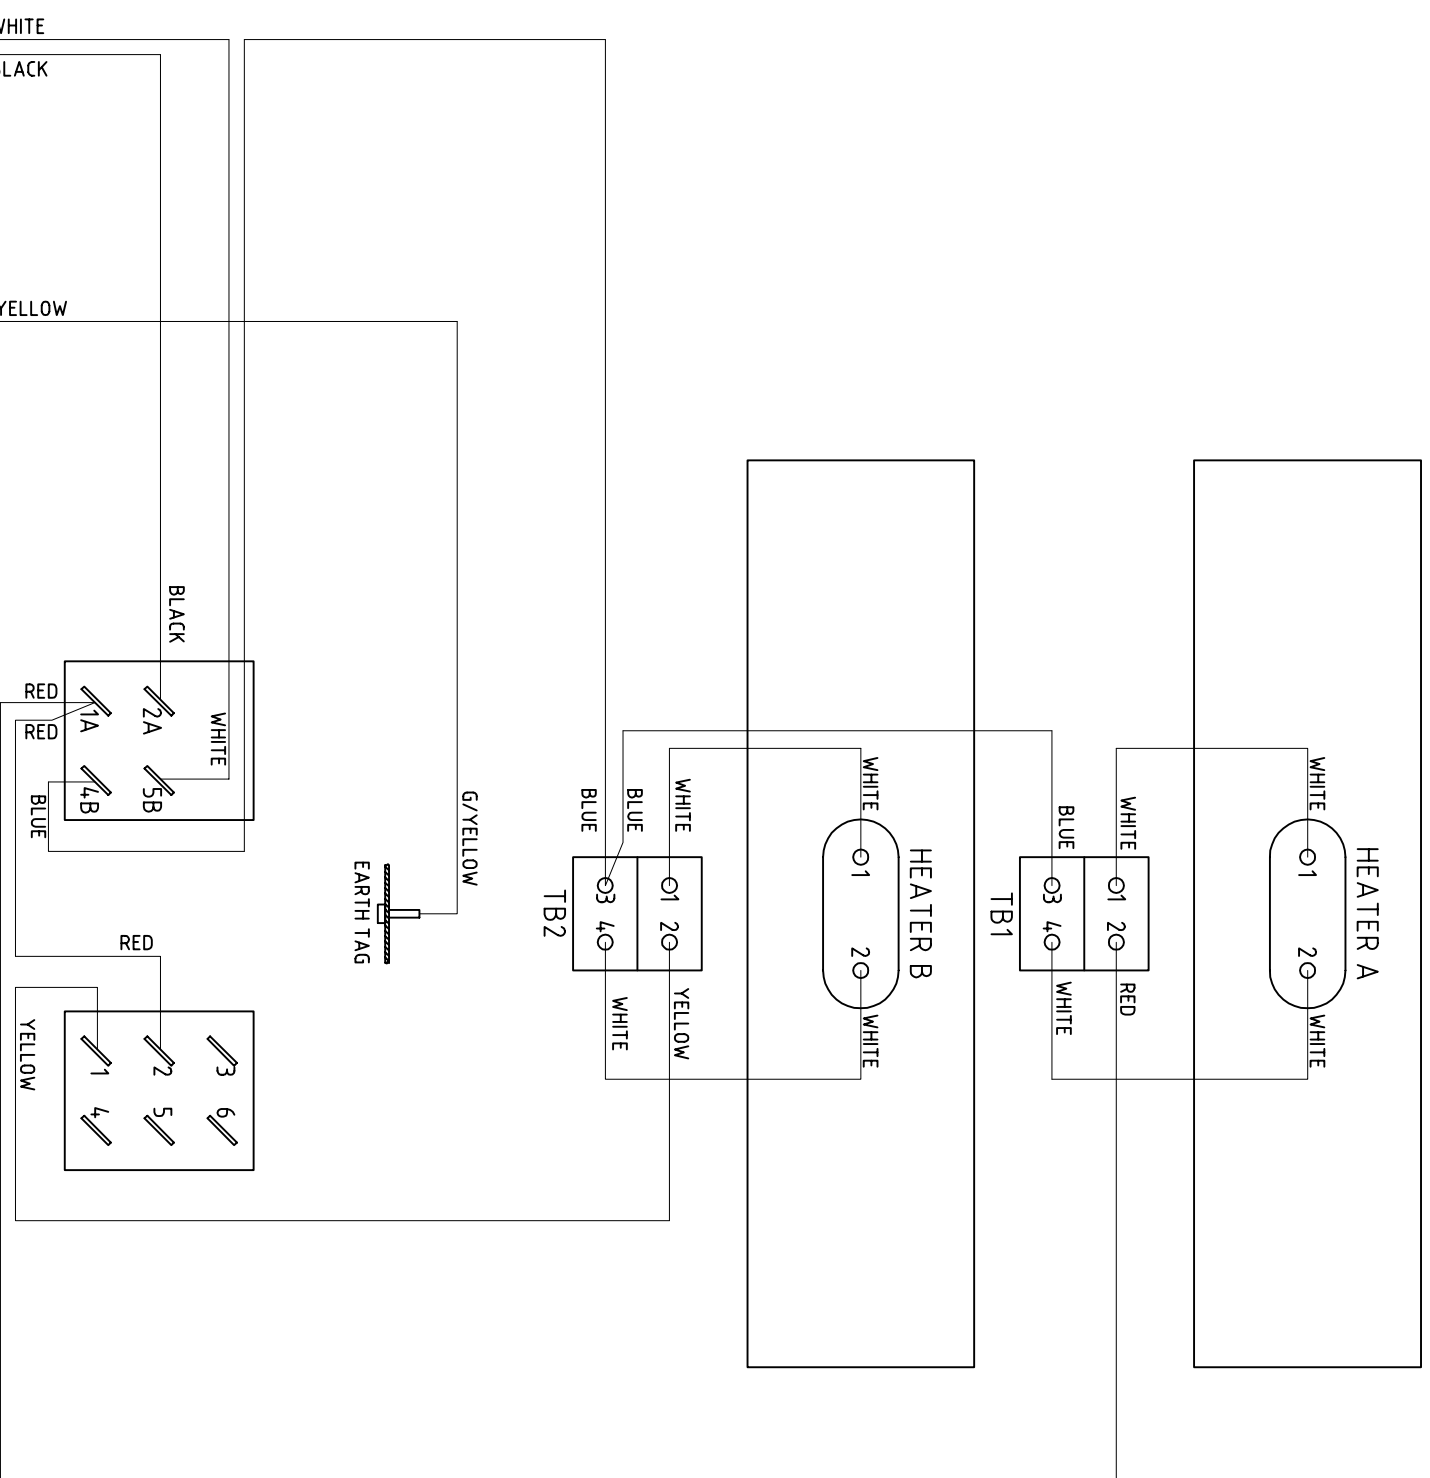 WHITE
BLACK
YELLOW
BLACK
RED
RED
1A
2A
WHITE
4B
5B
BLUE
G/YELLOW
EARTH TAG
BLUE
BLUE
WHITE
3
1
4
2
TB2
WHITE
YELLOW
WHITE
1
HEATER B
2
WHITE
BLUE
WHITE
3
1
4
2
TB1
WHITE
RED
WHITE
1
HEATER A
2
WHITE
RED
YELLOW
1
2
3
4
5
6